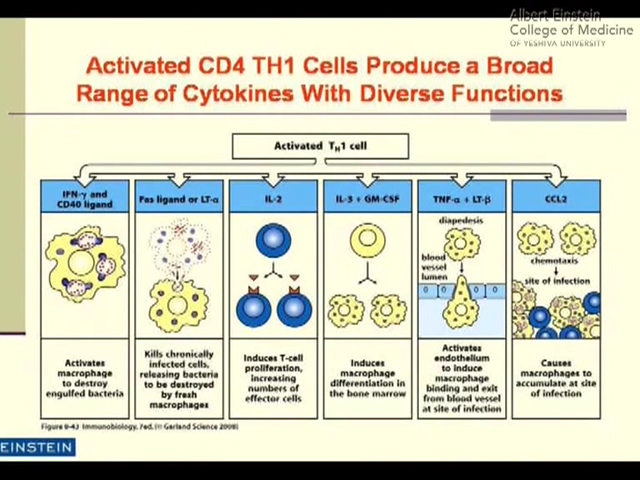 Albert Einstein
College of Medicine
OF YESHIVA UNIVERSITY
Activated CD4 TH1 Cells Produce a Broad
Range of Cytokines With Diverse Functions
Activated TH1 cell
IFN-γ and
CD40 ligand
Fas ligand or LT-α
IL-2
IL-3 + GM-CSF
TNF-α + LT-β
CCL2
diapedesis
blood
vessel
lumen
chemotaxis
site of infection
Activates
macrophage
to destroy
engulfed bacteria
Kills chronically
infected cells,
releasing bacteria
to be destroyed
by fresh
macrophages
Induces T-cell
proliferation,
increasing
numbers of
effector cells
Induces
macrophage
differentiation in
the bone marrow
Activates
endothelium
to induce
macrophage
binding and exit
from blood vessel
at site of infection
Causes
macrophages to
accumulate at site
of infection
Figure 8-43 Immunobiology, 7ed. (© Garland Science 2008)
EINSTEIN